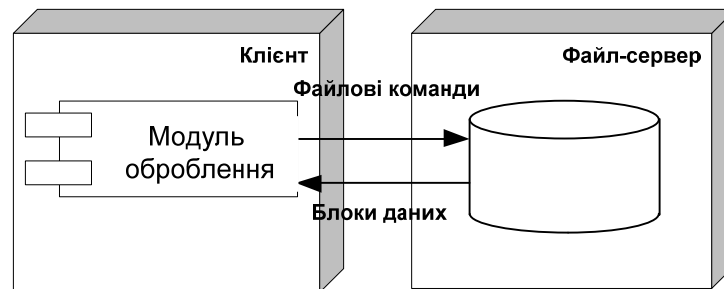 Клієнт
Файл-сервер
Файлові команди
Модуль
оброблення
Блоки даних